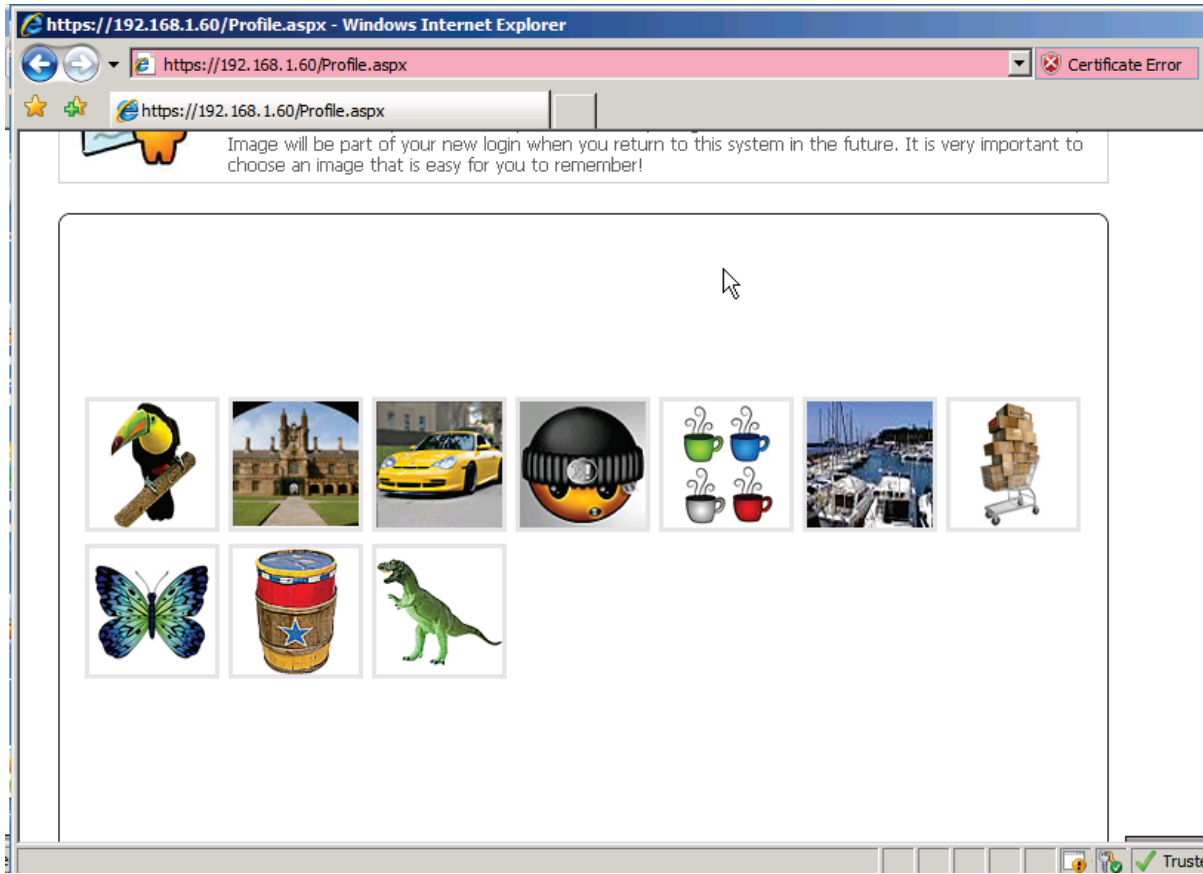 https://192.168.1.60/Profile.aspx - Windows Internet Explorer
https://192.168.1.60/Profile.aspx
Certificate Error
https://192.168.1.60/Profile.aspx
Image will be part of your new login when you return to this system in the future. It is very important to
choose an image that is easy for you to remember!
Truste